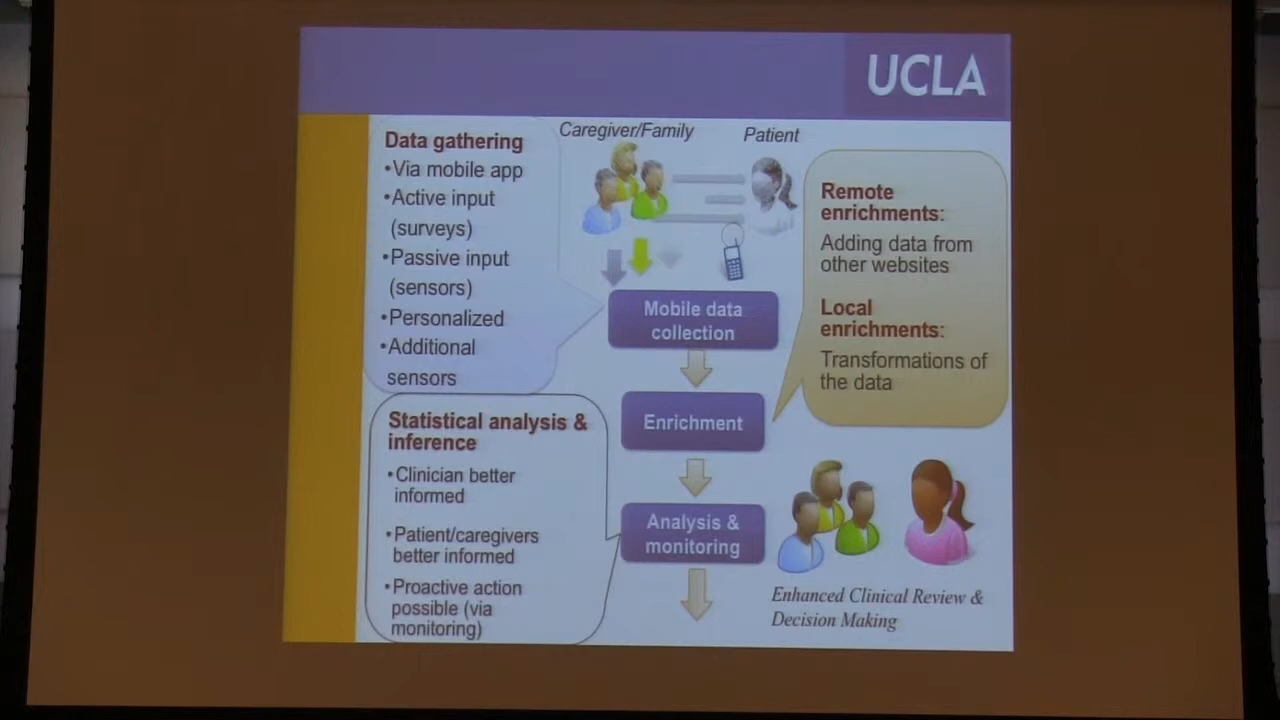 UCLA
Data gathering
•Via mobile app
•Active input
(surveys)
•Passive input
(sensors)
•Personalized
•Additional
sensors
Caregiver/Family
Patient
Mobile data
collection
Remote
enrichments:
Adding data from
other websites
Local
enrichments:
Transformations of
the data
Enrichment
Statistical analysis &
inference
•Clinician better
informed
•Patient/caregivers
better informed
•Proactive action
possible (via
monitoring)
Analysis &
monitoring
Enhanced Clinical Review &
Decision Making